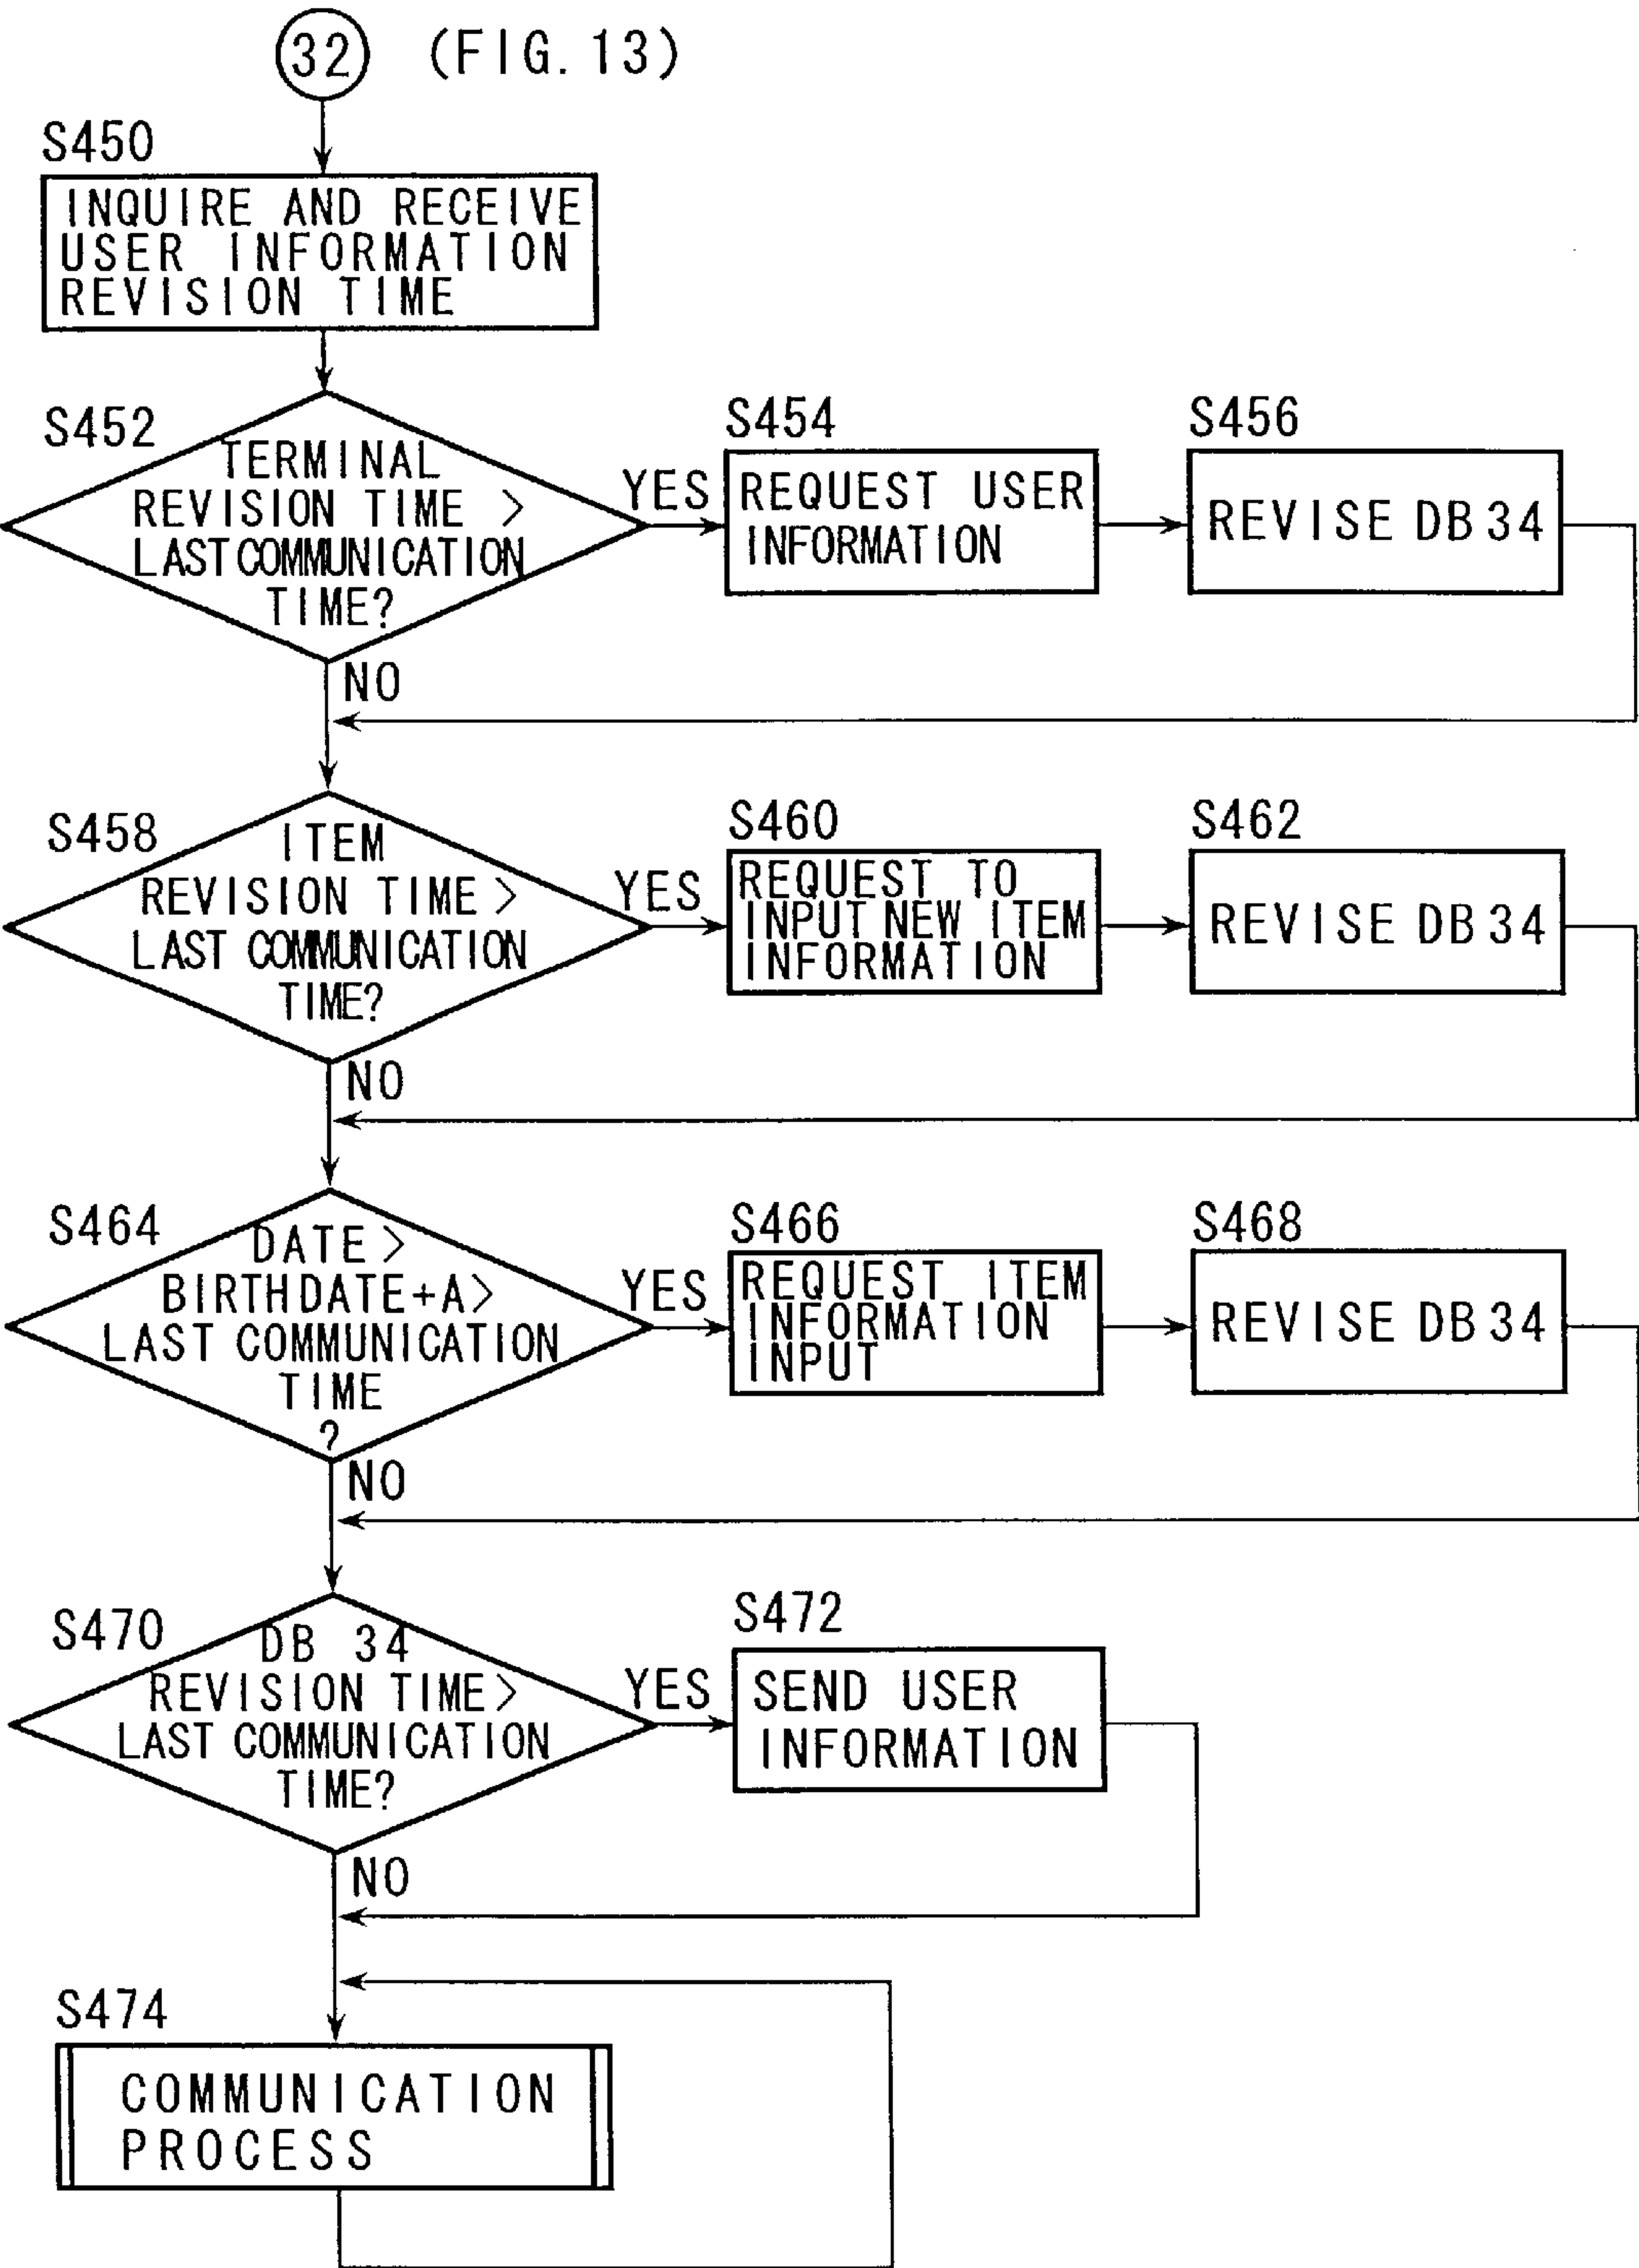 32 (FIG. 13)
S450
INQUIRE AND RECEIVE
USER INFORMATION
REVISION TIME
S452
TERMINAL
REVISION TIME >
LAST COMMUNICATION
TIME?
YES
NO
S454
REQUEST USER
INFORMATION
S456
REVISE DB 34
S458
ITEM
REVISION TIME >
LAST COMMUNICATION
TIME?
YES
NO
S460
REQUEST TO
INPUT NEW ITEM
INFORMATION
S462
REVISE DB 34
S464
DATE >
BIRTHDATE+A>
LAST COMMUNICATION
TIME
?
YES
NO
S466
REQUEST ITEM
INFORMATION
INPUT
S468
REVISE DB 34
S470
DB 34
REVISION TIME>
LAST COMMUNICATION
TIME?
YES
NO
S472
SEND USER
INFORMATION
S474
COMMUNICATION
PROCESS